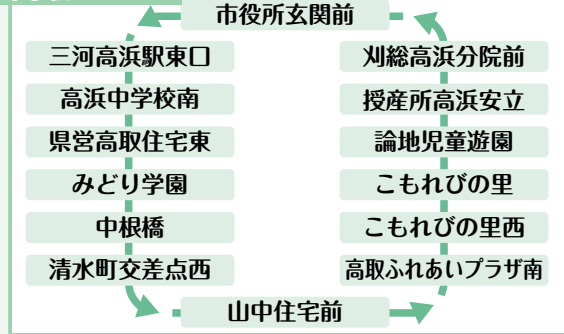 市役所玄関前
三河高浜駅東口
刈総高浜分院前
高浜中学校南
授産所高浜安立
県営高取住宅東
論地児童遊園
みどり学園
こもれびの里
中根橋
こもれびの里西
清水町交差点西
高取ふれあいプラザ南
山中住宅前